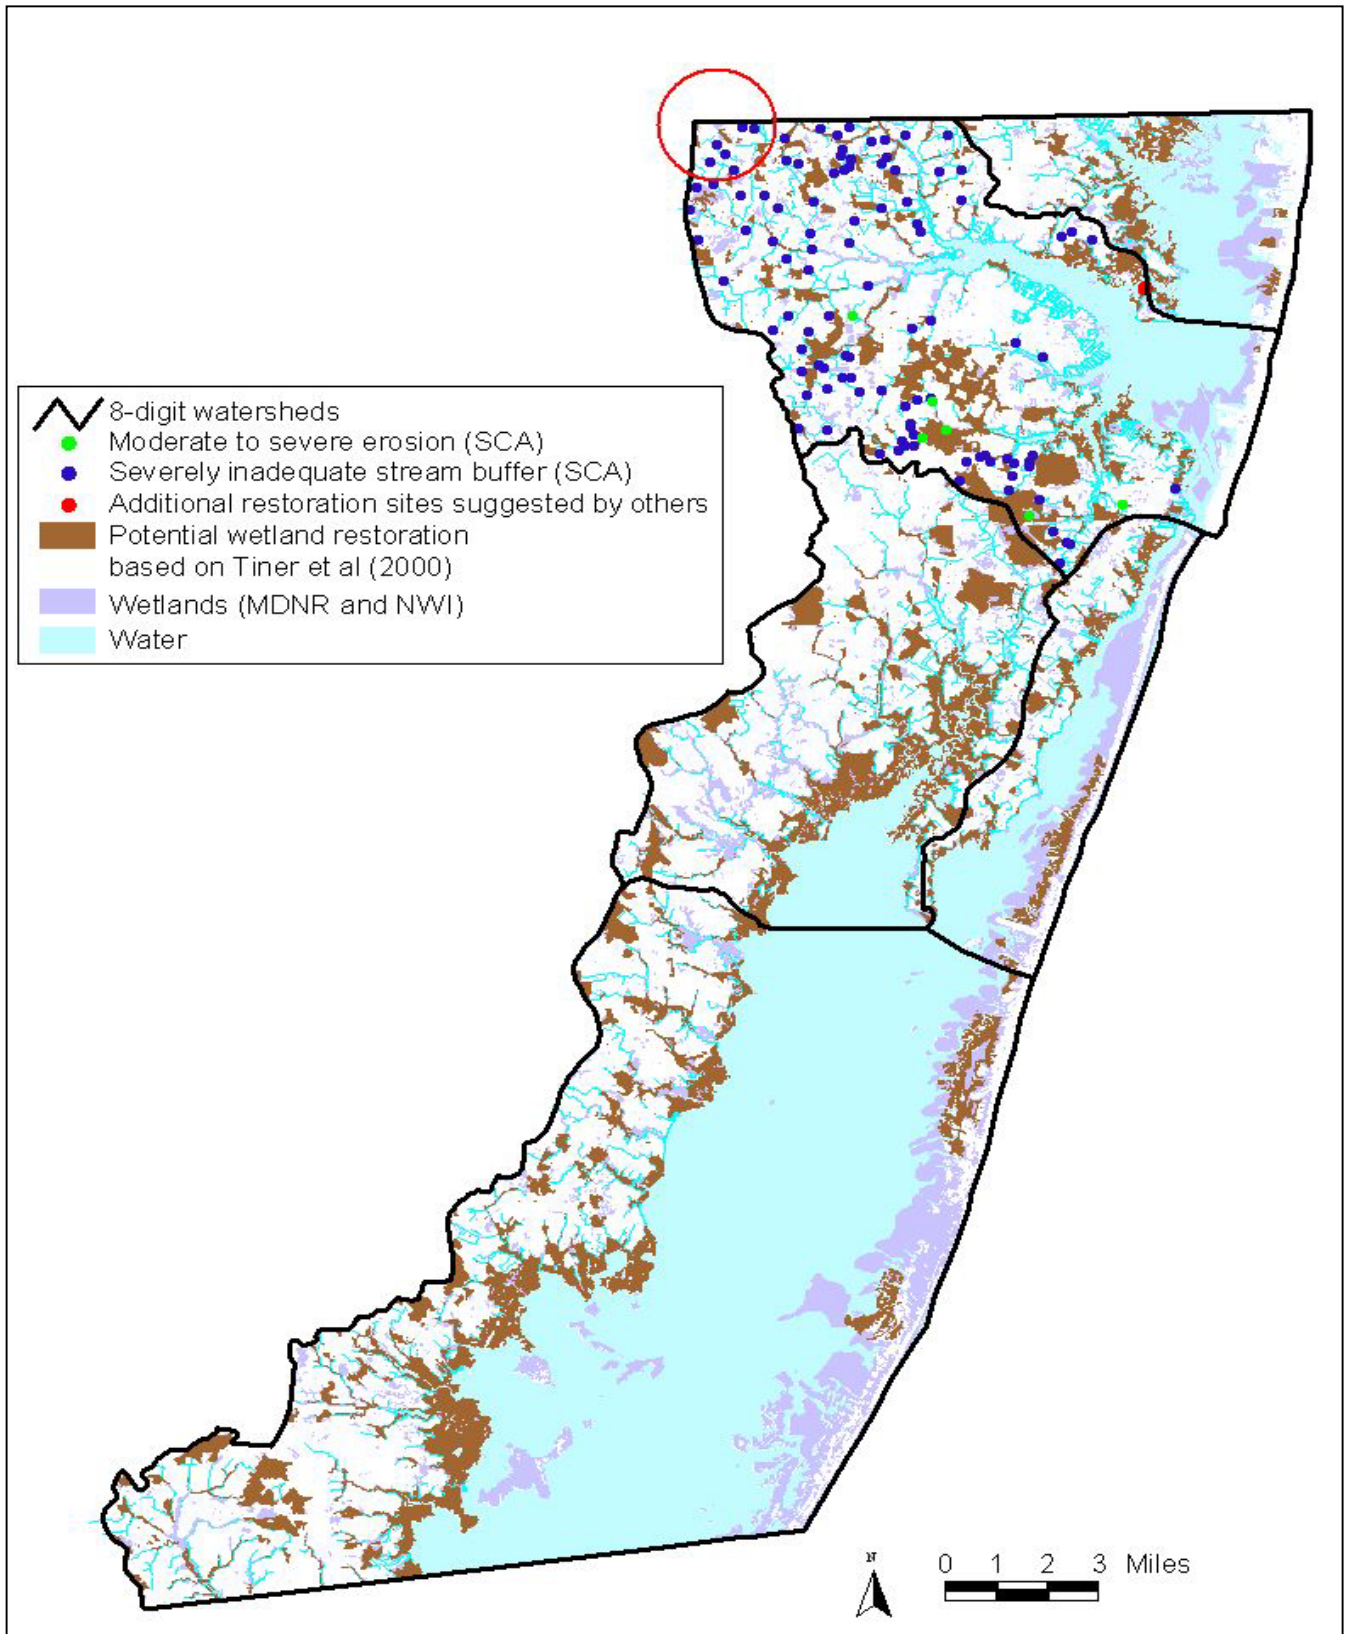 8-digit watersheds
Moderate to severe erosion (SCA)
Severely inadequate stream buffer (SCA)
Additional restoration sites suggested by others
Potential wetland restoration
based on Tiner et al (2000)
Wetlands (MDNR and NWI)
Water
N
0 1 2 3 Miles